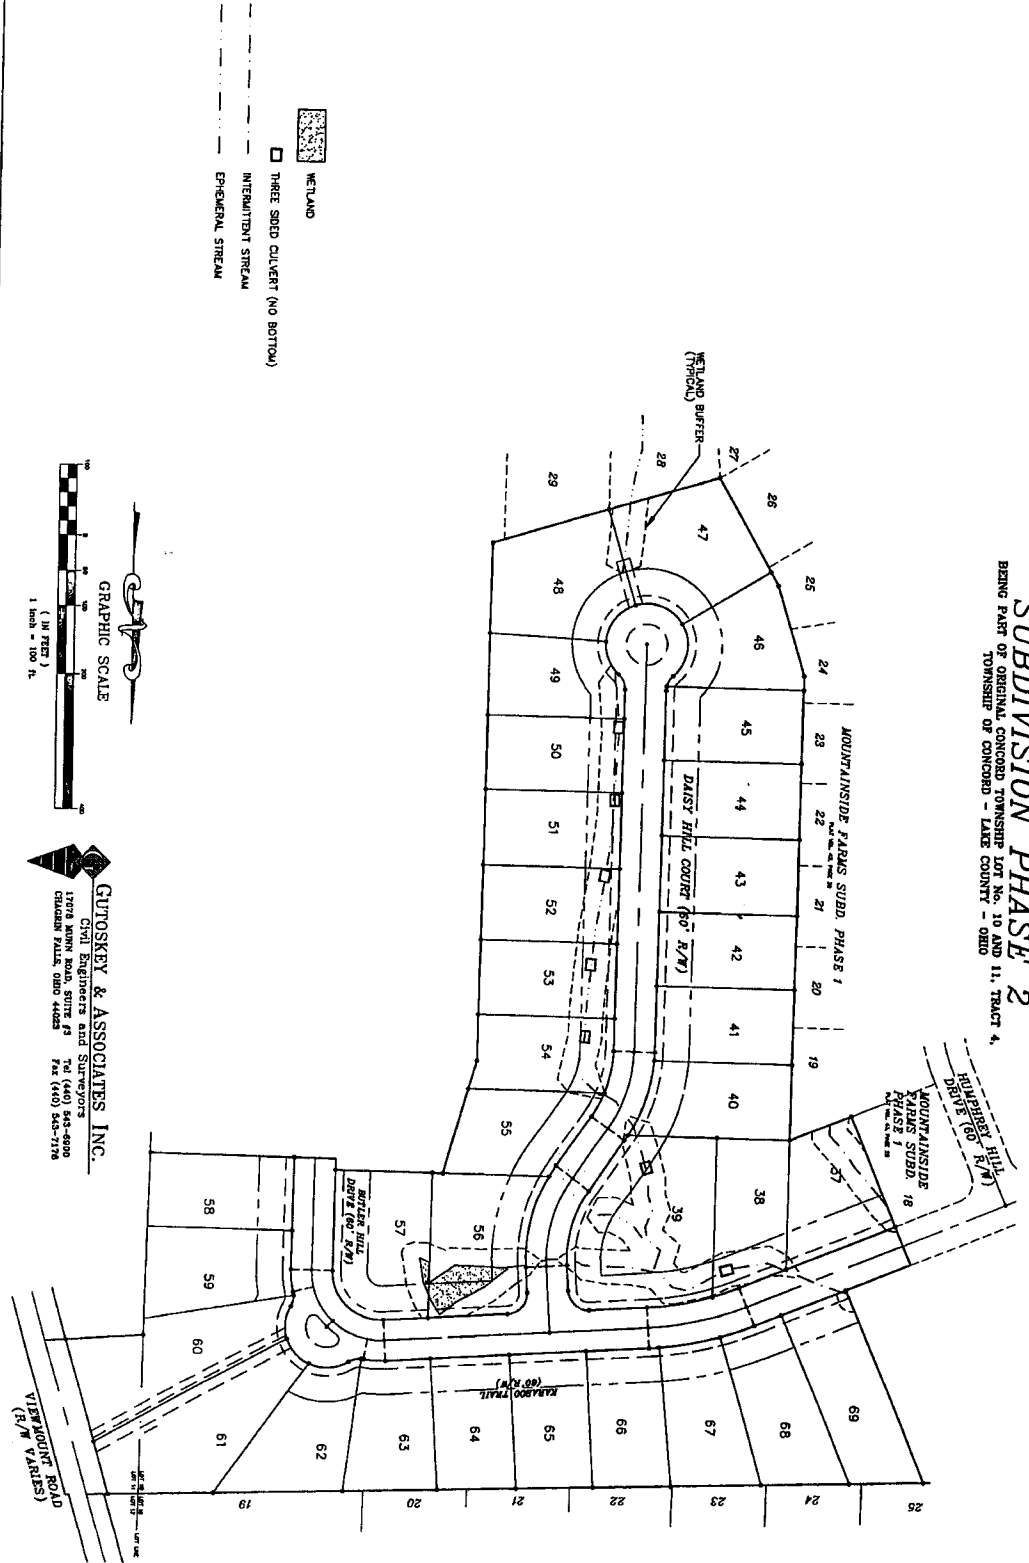 SUBDIVISION PHASE 2
BEING PART OF ORIGINAL CONCORD TOWNSHIP LOT No. 10 AND 11, TRACT 4,
TOWNSHIP OF CONCORD - LAKE COUNTY - OHIO
HUMPHREY HILL
DRIVE (60' R/W)
MOUNTAINSIDE
FARMS SUBD.
PHASE 1
18
MOUNTAINSIDE FARMS SUBD. PHASE 1
27
26
25
24
23
22
21
20
19
WETLAND BUFFER
(TYPICAL)
28
29
47
46
45
44
43
42
41
40
38
37
39
DAISY HILL COURT (60' R/W)
48
49
50
51
52
53
54
55
56
57
BUTLER HILL
DRIVE (60' R/W)
58
59
60
61
62
63
64
65
66
67
68
69
KARABOO TRAIL
(60' R/W)
19
20
21
22
23
24
25
VIEWMOUNT ROAD
(R/W VARIES)
WETLAND
THREE SIDED CULVERT (NO BOTTOM)
INTERMITTENT STREAM
EPHEMERAL STREAM
GRAPHIC SCALE
( IN FEET )
1 inch = 100 ft.
GUTOSKEY & ASSOCIATES INC.
Civil Engineers and Surveyors
17078 MUNN ROAD, SUITE #3 Tel (440) 543-6900
CHAGRIN FALLS, OHIO 44023 Fax (440) 543-7176